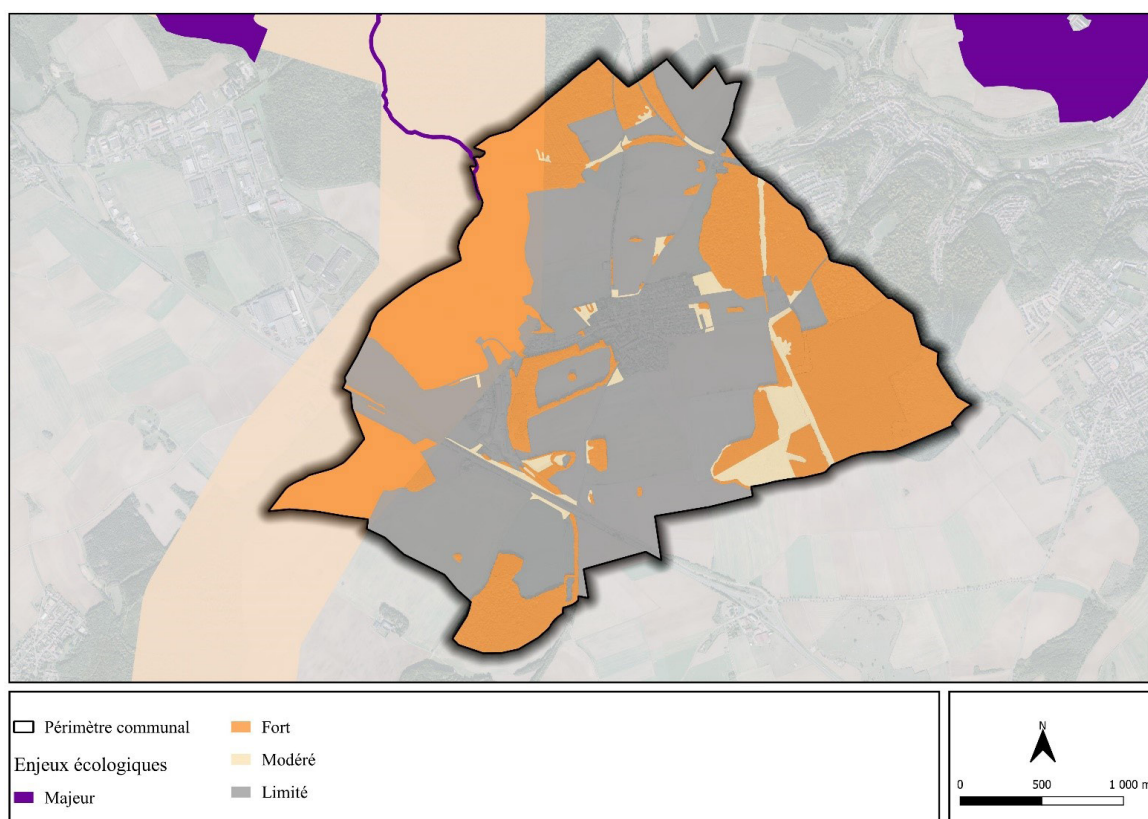 Périmètre communal
Enjeux écologiques
Majeur
Fort
Modéré
Limité
N
0 500 1 000 m